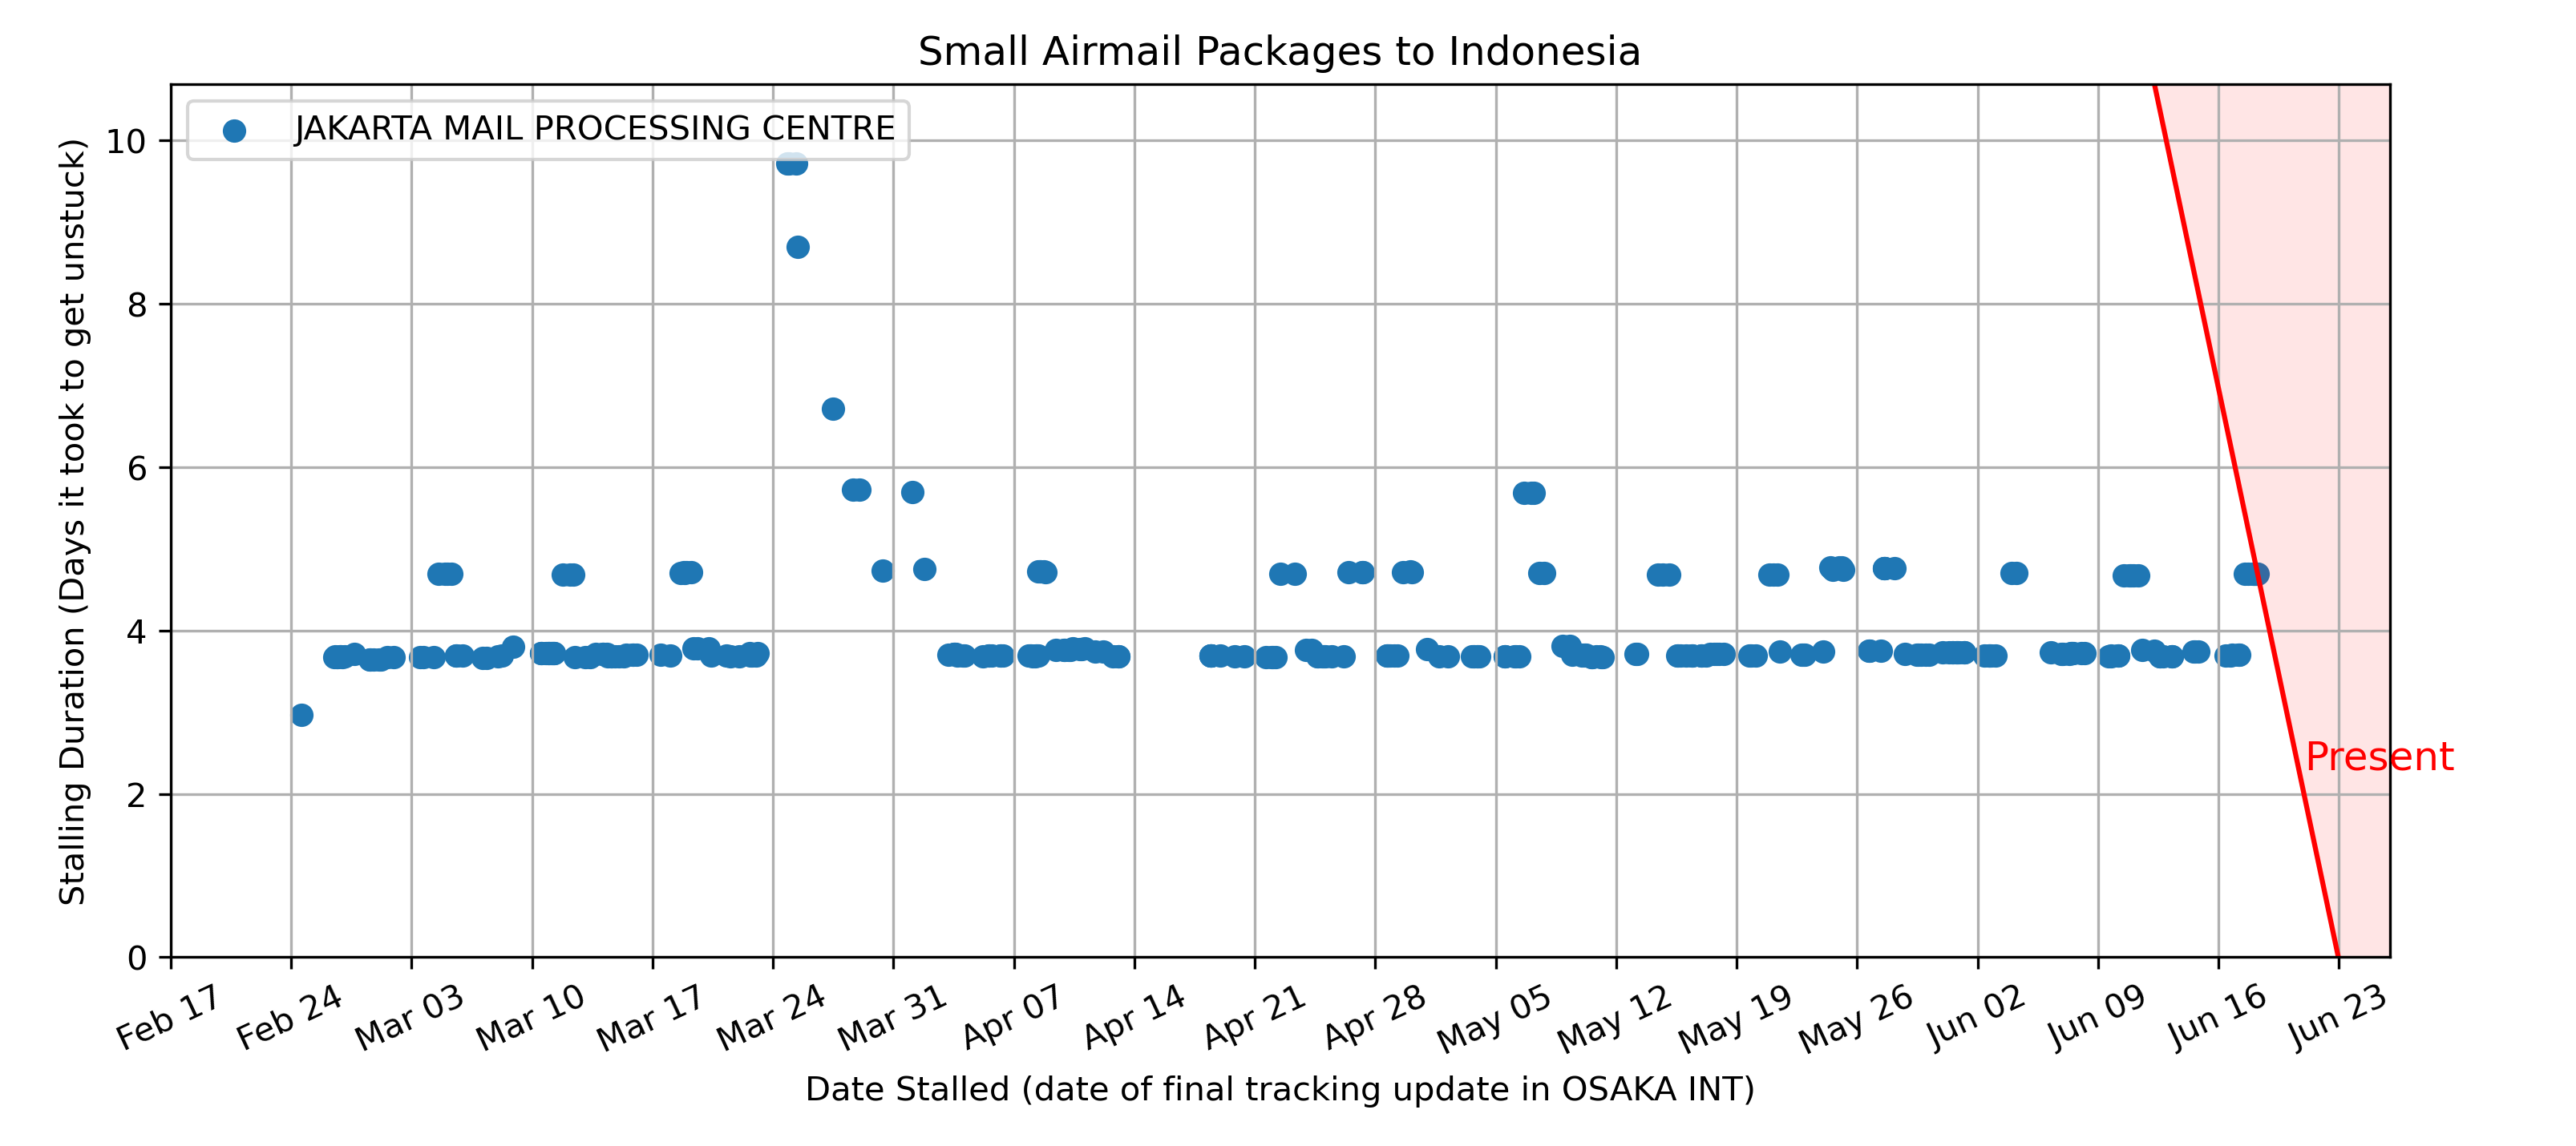 Small Airmail Packages to Indonesia
JAKARTA MAIL PROCESSING CENTRE
Stalling Duration (Days it took to get unstuck)
10
8
6
4
2
0
Present
Feb 17
Feb 24
Mar 03
Mar 10
Mar 17
Mar 24
Mar 31
Apr 07
Apr 14
Apr 21
Apr 28
May 05
May 12
May 19
May 26
Jun 02
Jun 09
Jun 16
Jun 23
Date Stalled (date of final tracking update in OSAKA INT)